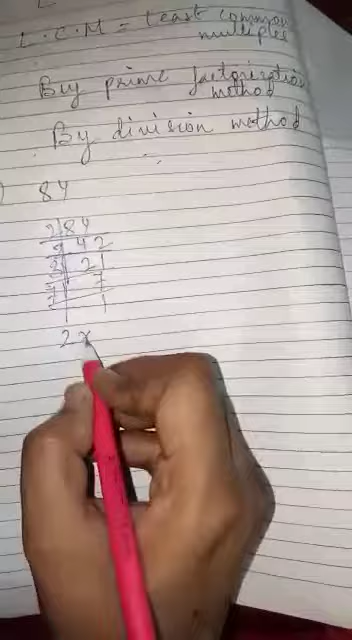 L.C.M = Least common
multiples
By prime factorization
method
By division method
) 84
2 84
2 42
3 21
7 7
1
2 x